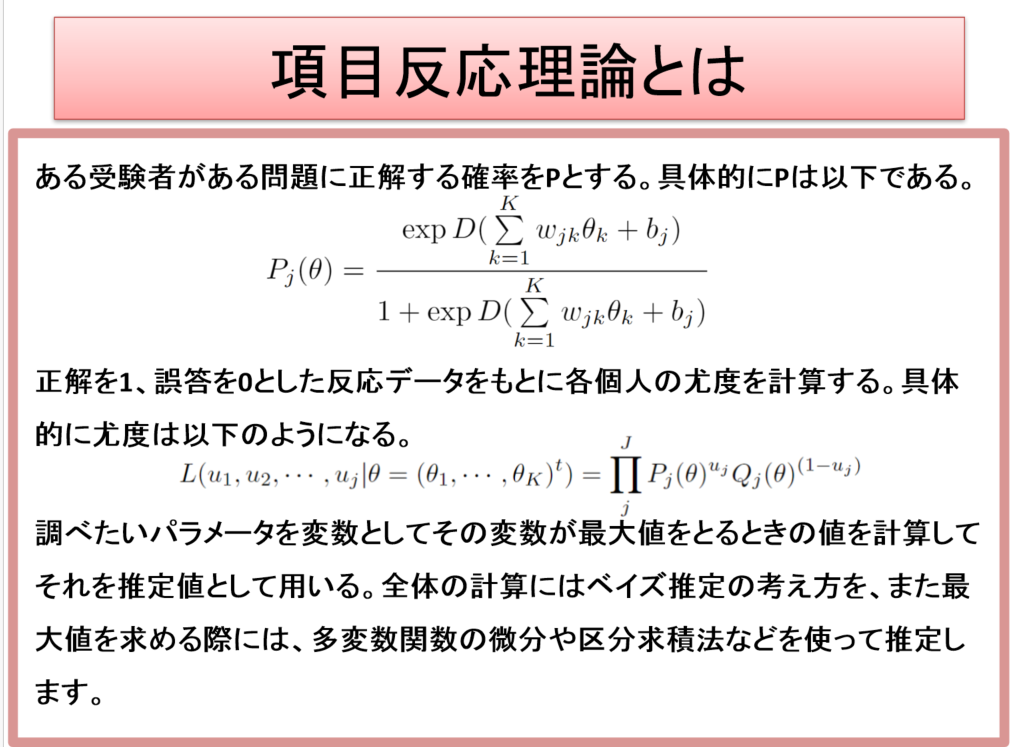 項目反応理論とは
ある受験者がある問題に正解する確率をPとする。具体的にPは以下である。
P_j(θ) = \frac{\exp D(\sum_{k=1}^{K} w_{jk}θ_k + b_j)}{1 + \exp D(\sum_{k=1}^{K} w_{jk}θ_k + b_j)}
正解を1、誤答を0とした反応データをもとに各個人の尤度を計算する。具体
的に尤度は以下のようになる。
L(u_1, u_2, ⋯ , u_j|θ = (θ_1, ⋯ , θ_K)^t) = \prod_{j}^{J} P_j(θ)^{u_j} Q_j(θ)^{(1−u_j)}
調べたいパラメータを変数としてその変数が最大値をとるときの値を計算して
それを推定値として用いる。全体の計算にはベイズ推定の考え方を、また最
大値を求める際には、多変数関数の微分や区分求積法などを使って推定し
ます。